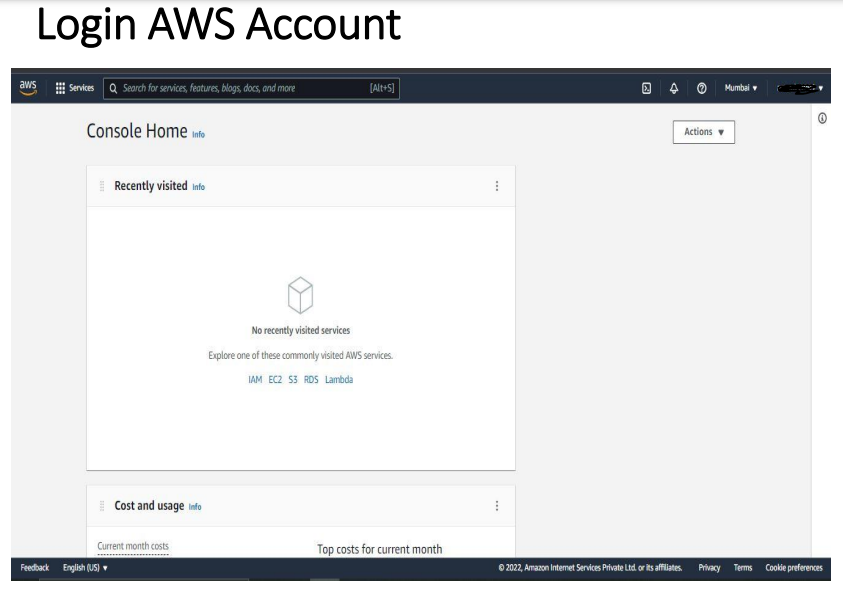 Login AWS Account
aws Services Search for services, features, blogs, docs, and more [Alt+S] Mumbai
Console Home Info Actions
Recently visited Info
No recently visited services
Explore one of these commonly visited AWS services.
IAM EC2 S3 RDS Lambda
Cost and usage Info
Current month costs Top costs for current month
Feedback English (US) © 2022, Amazon Internet Services Private Ltd. or its affiliates. Privacy Terms Cookie preferences